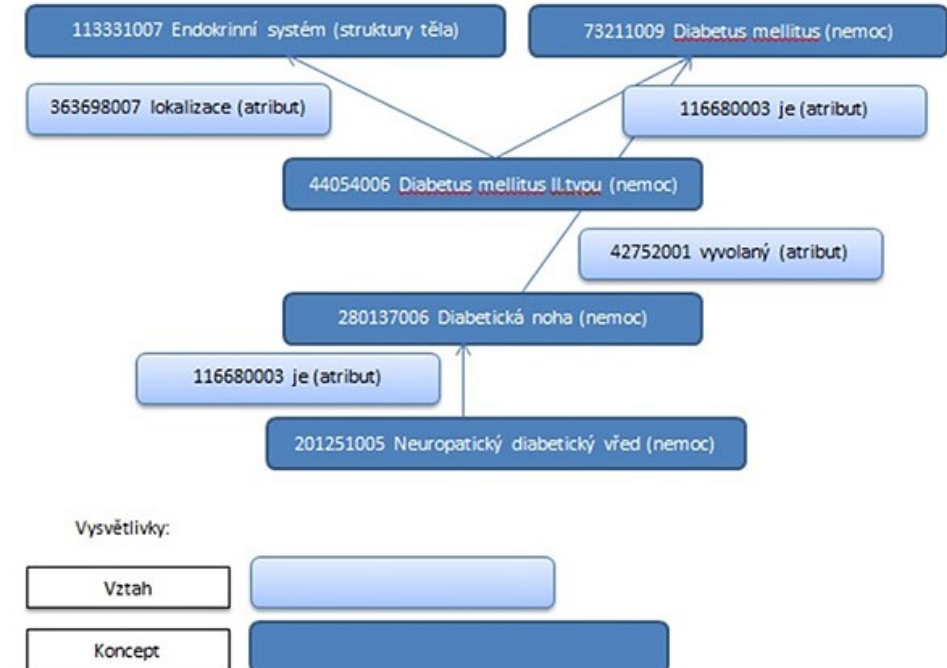 113331007 Endokrinní systém (struktury těla)
73211009 Diabetus mellitus (nemoc)
363698007 lokalizace (atribut)
116680003 je (atribut)
44054006 Diabetus mellitus II.typu (nemoc)
42752001 vyvolaný (atribut)
280137006 Diabetická noha (nemoc)
116680003 je (atribut)
201251005 Neuropatický diabetický vřed (nemoc)
Vysvětlivky:
Vztah
Koncept